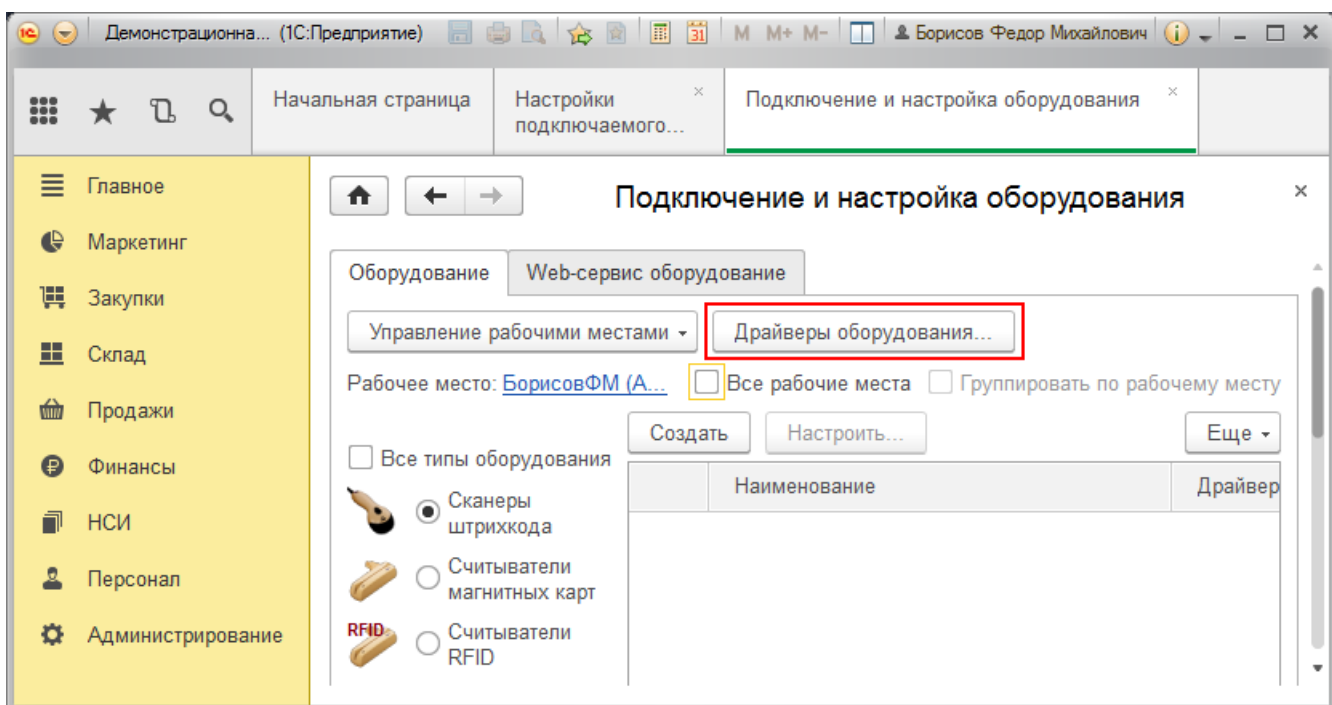 1С Демонстрационна... (1С:Предприятие) 31 M M+ M- Борисов Федор Михайлович i
Начальная страница
Настройки
подключаемого...
Подключение и настройка оборудования
Главное
Маркетинг
Закупки
Склад
Продажи
Финансы
НСИ
Персонал
Администрирование
Подключение и настройка оборудования
Оборудование Web-сервис оборудование
Управление рабочими местами Драйверы оборудования...
Рабочее место: БорисовФМ (А... Все рабочие места Группировать по рабочему месту
Создать Настроить... Еще
Все типы оборудования
Наименование Драйвер
Сканеры
штрихкода
Считыватели
магнитных карт
RFID Считыватели
RFID